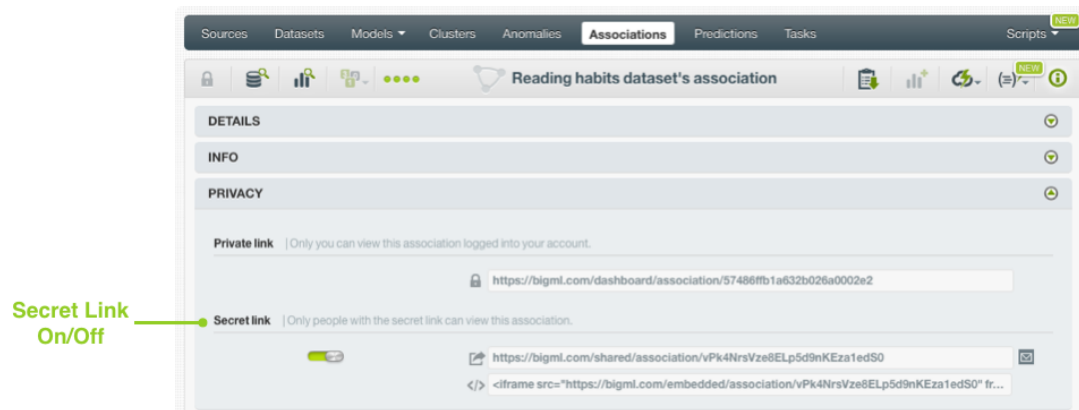 NEW
Sources Datasets Models Clusters Anomalies Associations Predictions Tasks Scripts
NEW
Reading habits dataset's association
DETAILS
INFO
PRIVACY
Private link | Only you can view this association logged into your account.
https://bigml.com/dashboard/association/57486ffb1a632b026a0002e2
Secret Link
On/Off
Secret link | Only people with the secret link can view this association.
https://bigml.com/shared/association/vPk4NrsVze8ELp5d9nKEza1edS0
</> <iframe src="https://bigml.com/embedded/association/vPk4NrsVze8ELp5d9nKEza1edS0" fr...